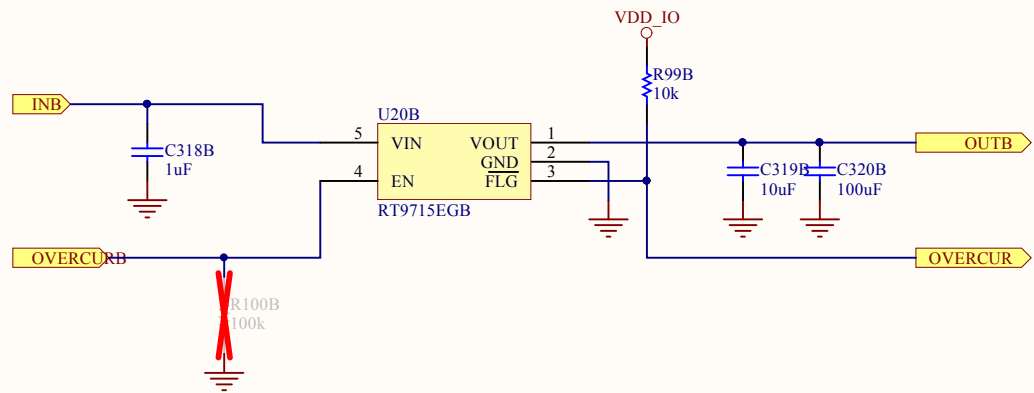 VDD_IO
R99B
10k
INB
U20B
C318B
1uF
5 VIN VOUT 1
GND 2
4 EN FLG 3
RT9715EGB
OUTB
C319B
10uF
C320B
100uF
OVERCURB
OVERCUR
R100B
100k